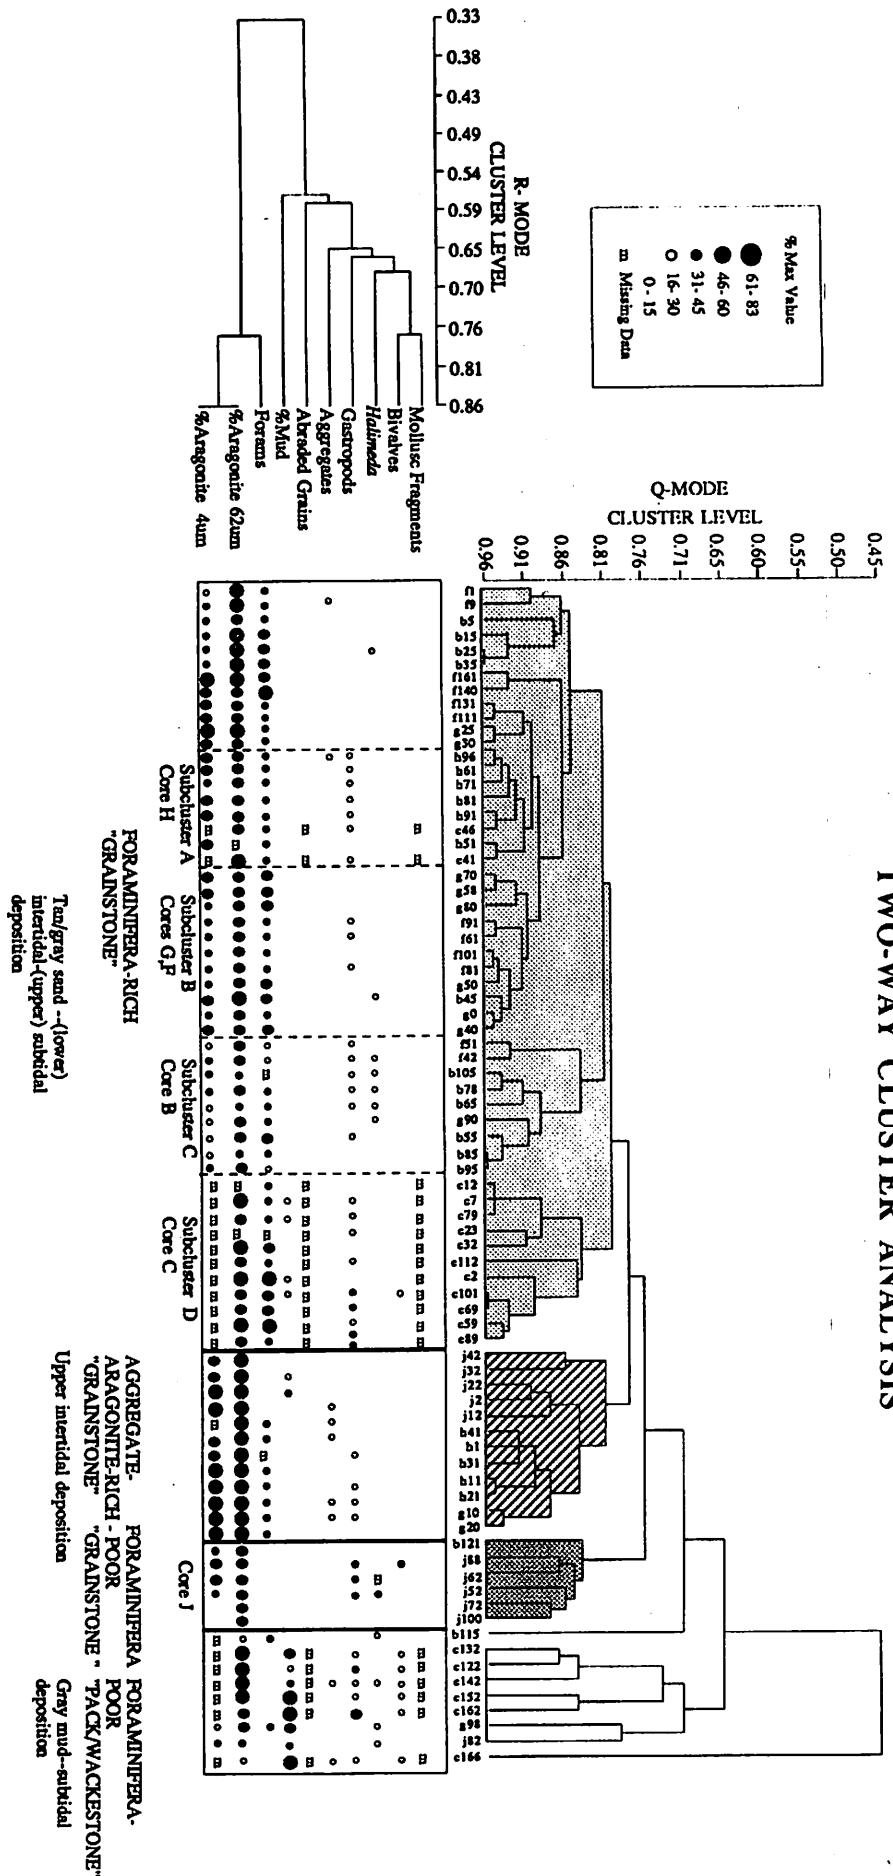 TWO-WAY CLUSTER ANALYSIS
% Max Value
61- 83
46- 60
31- 45
16- 30
0 - 15
m Missing Data
R- MODE
CLUSTER LEVEL
0.33
0.38
0.43
0.49
0.54
0.59
0.65
0.70
0.76
0.81
0.86
Mollusc Fragments
Bivalves
Halimeda
Gastropods
Aggregates
Abraded Grains
%Mud
Forams
%Aragonite 62um
%Aragonite 4um
Q-MODE
CLUSTER LEVEL
0.45
0.50
0.55
0.60
0.65
0.71
0.76
0.81
0.86
0.91
0.96
f1
f9
b5
b15
b25
b35
f161
f140
f131
f111
g25
g30
b96
b61
b71
b81
b91
c46
b51
c41
g70
g58
g80
f91
f61
f101
f81
g50
b45
g0
g40
f51
f42
b105
b78
b65
g90
b55
b85
b95
c12
c7
c79
c23
c32
c112
c2
c101
c69
c59
c89
j42
j32
j22
j2
j12
b41
b1
b31
b11
b21
g10
g20
b121
j88
j62
j52
j72
j100
b115
c132
c122
c142
c152
c162
g98
j82
c166
Subcluster A
Core H
Subcluster B
Cores G,F
Subcluster C
Core B
Subcluster D
Core C
Core J
FORAMINIFERA-RICH
"GRAINSTONE"
Tan/gray sand --(lower)
intertidal-(upper) subtidal
deposition
AGGREGATE-
ARAGONITE-RICH -
"GRAINSTONE"
Upper intertidal deposition
FORAMINIFERA
POOR
"GRAINSTONE "
FORAMINIFERA-
POOR
"PACK/WACKESTONE"
Gray mud--subtidal
deposition